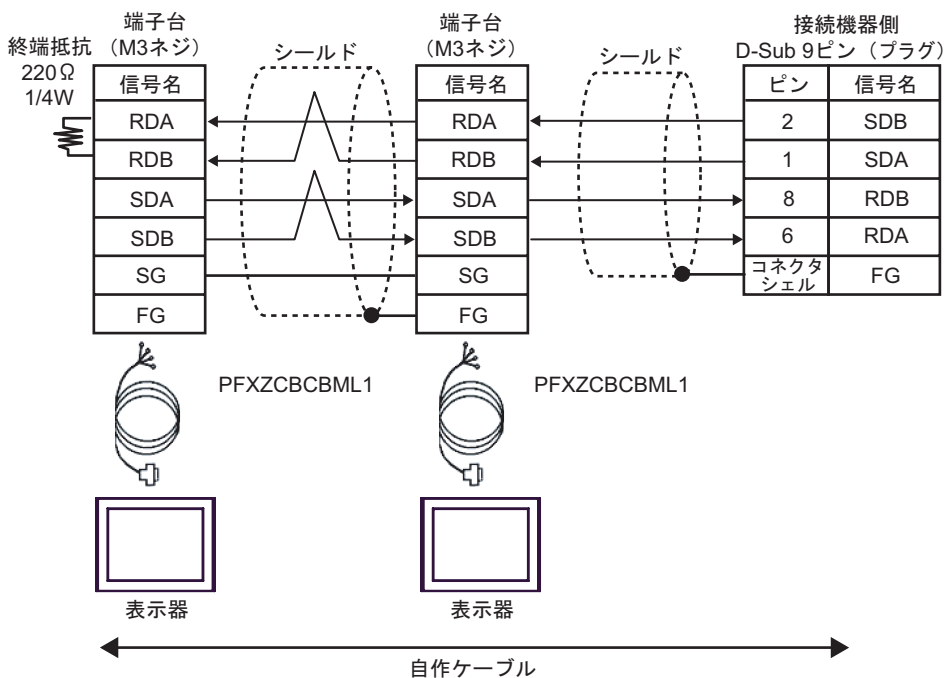 終端抵抗
220Ω
1/4W
端子台
(M3ネジ)
信号名
RDA
RDB
SDA
SDB
SG
FG
シールド
端子台
(M3ネジ)
信号名
RDA
RDB
SDA
SDB
SG
FG
シールド
接続機器側
D-Sub 9ピン(プラグ)
ピン 信号名
2 SDB
1 SDA
8 RDB
6 RDA
コネクタ
シェル FG
PFXZCBCBML1
PFXZCBCBML1
表示器
表示器
自作ケーブル